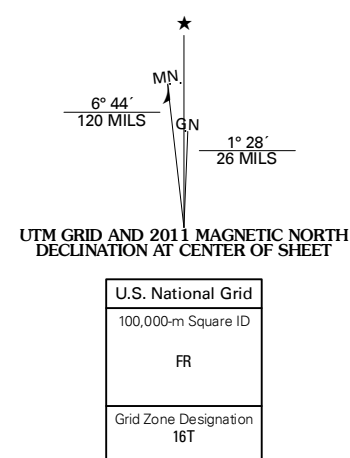 ★
MN
6° 44´
120 MILS
GN
1° 28´
26 MILS
UTM GRID AND 2011 MAGNETIC NORTH
DECLINATION AT CENTER OF SHEET
U.S. National Grid
100,000-m Square ID
FR
Grid Zone Designation
16T